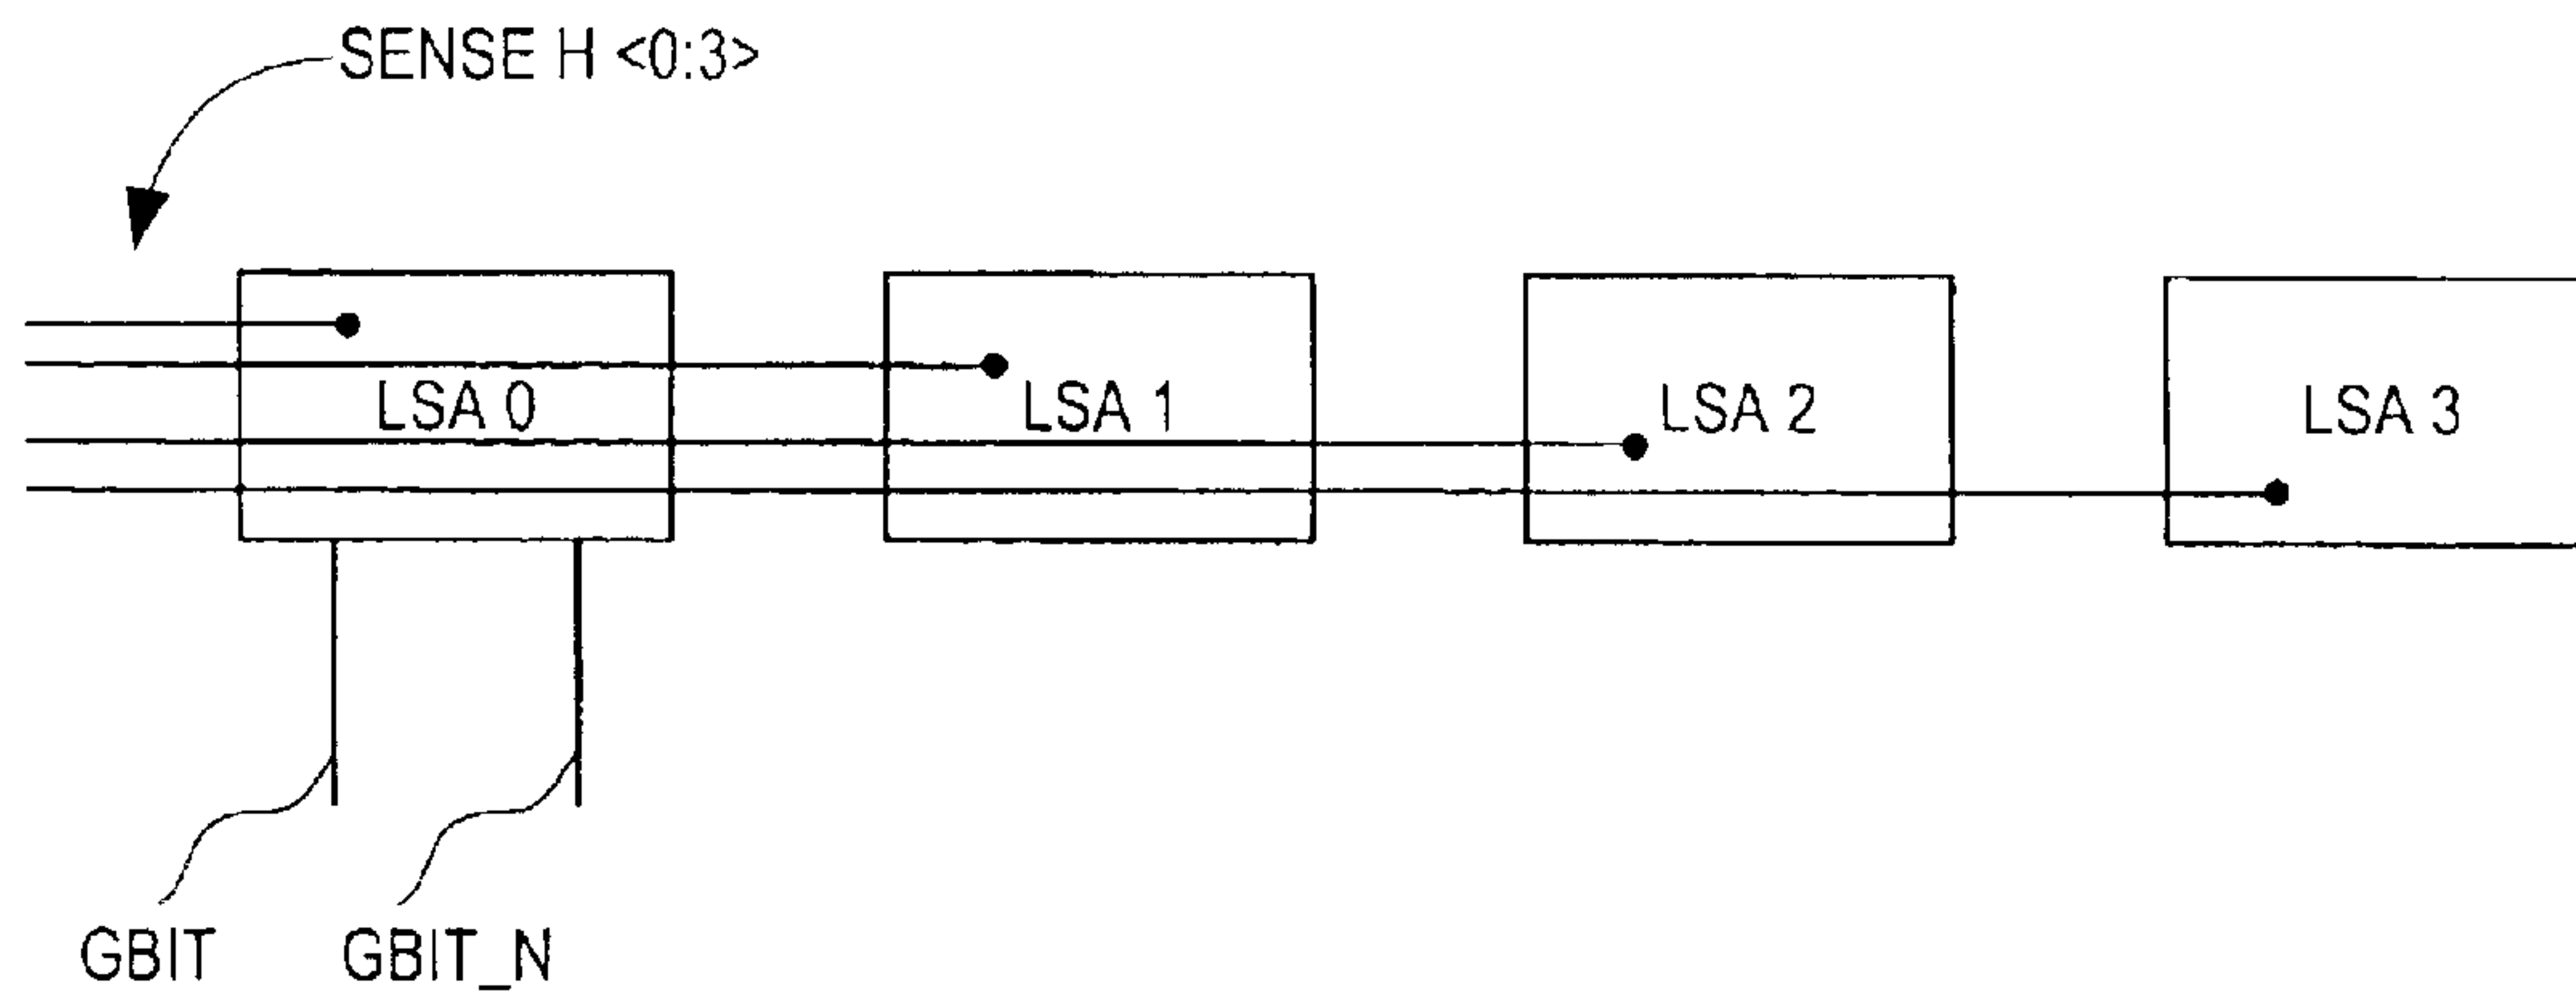 SENSE H <0:3>
LSA 0
LSA 1
LSA 2
LSA 3
GBIT
GBIT_N